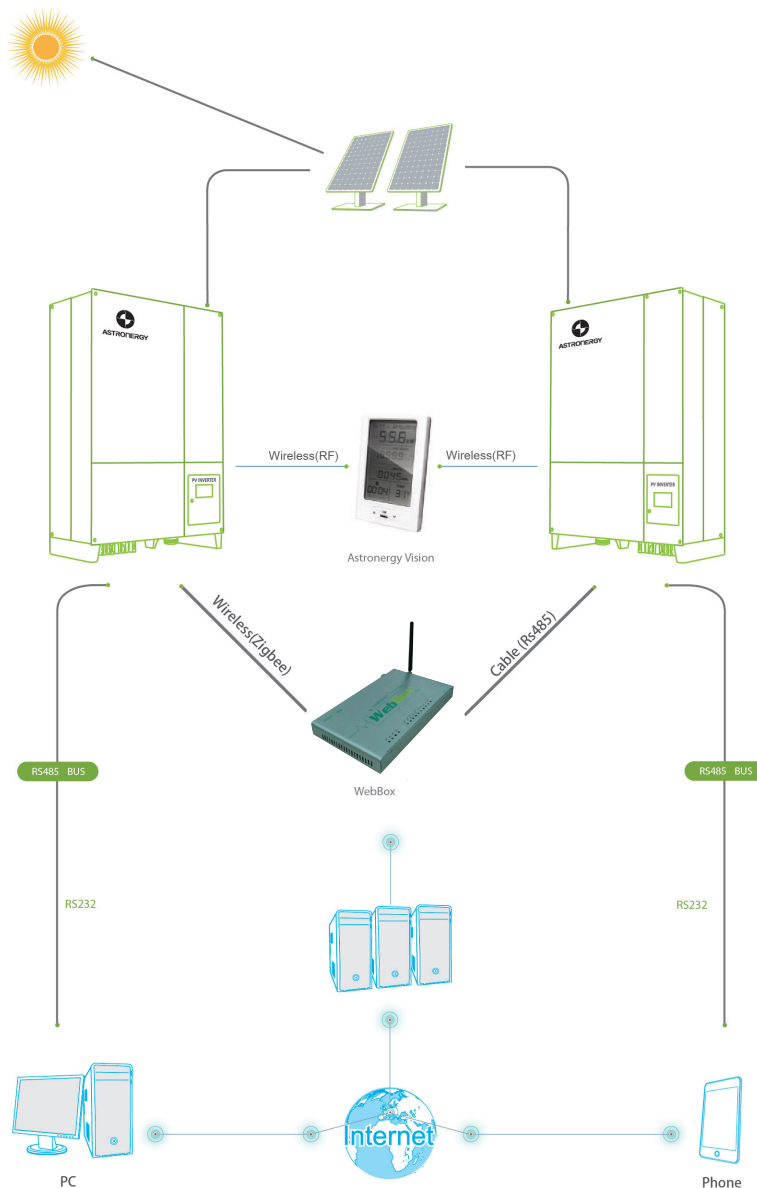 ASTRONERGY
ASTRONERGY
Wireless(RF)
Wireless(RF)
PV INVERTER
PV INVERTER
Astronergy Vision
Wireless(Zigbee)
Cable (Rs485)
WebBox
WebBox
RS485 BUS
RS485 BUS
RS232
RS232
Internet
PC
Phone